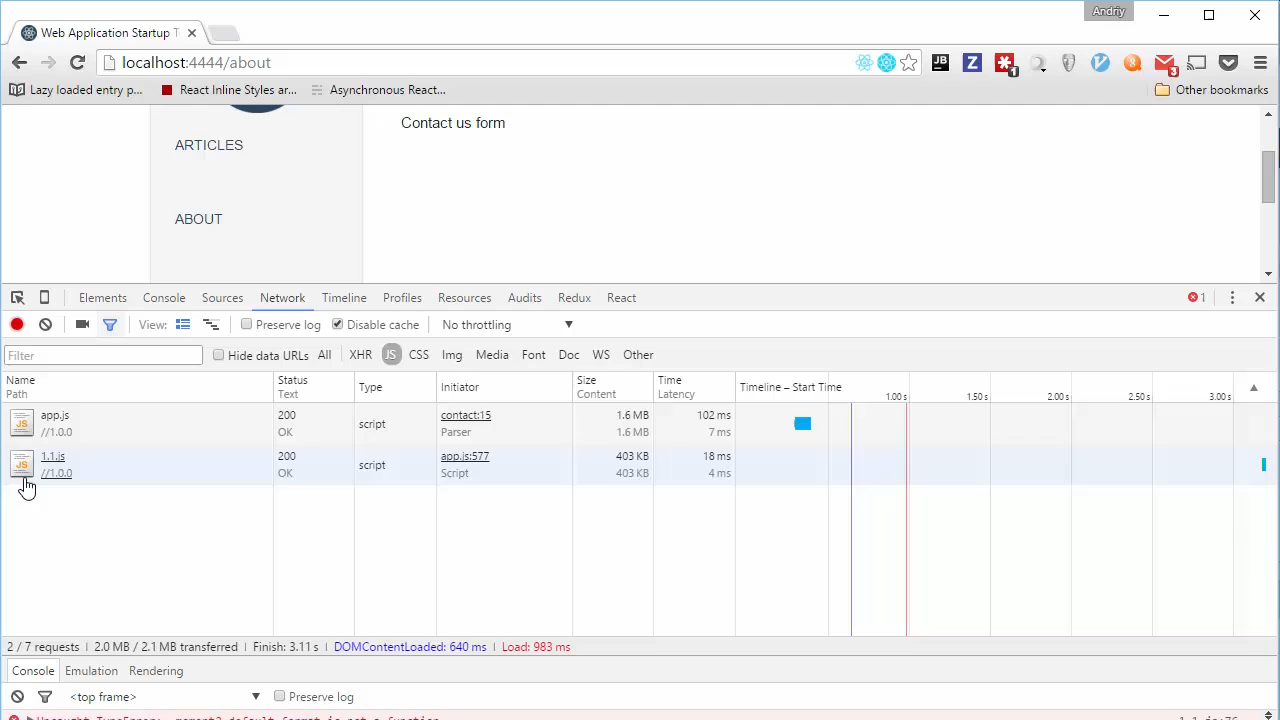 Andriy
Web Application Startup T
localhost:4444/about
JB Z 1 3
Lazy loaded entry p... React Inline Styles ar... Asynchronous React... Other bookmarks
Contact us form
ARTICLES
ABOUT
Elements Console Sources Network Timeline Profiles Resources Audits Redux React 1
View: Preserve log Disable cache No throttling
Filter Hide data URLs All XHR JS CSS Img Media Font Doc WS Other
Name Status Type Initiator Size Time Timeline – Start Time
Path Text Content Latency 1.00 s 1.50 s 2.00 s 2.50 s 3.00 s
app.js 200 script contact:15 1.6 MB 102 ms
JS //1.0.0 OK Parser 1.6 MB 7 ms
1.1.js 200 script app.js:577 403 KB 18 ms
JS //1.0.0 OK Script 403 KB 4 ms
2 / 7 requests | 2.0 MB / 2.1 MB transferred | Finish: 3.11 s | DOMContentLoaded: 640 ms | Load: 983 ms
Console Emulation Rendering
<top frame> Preserve log
Uncaught TypeError: